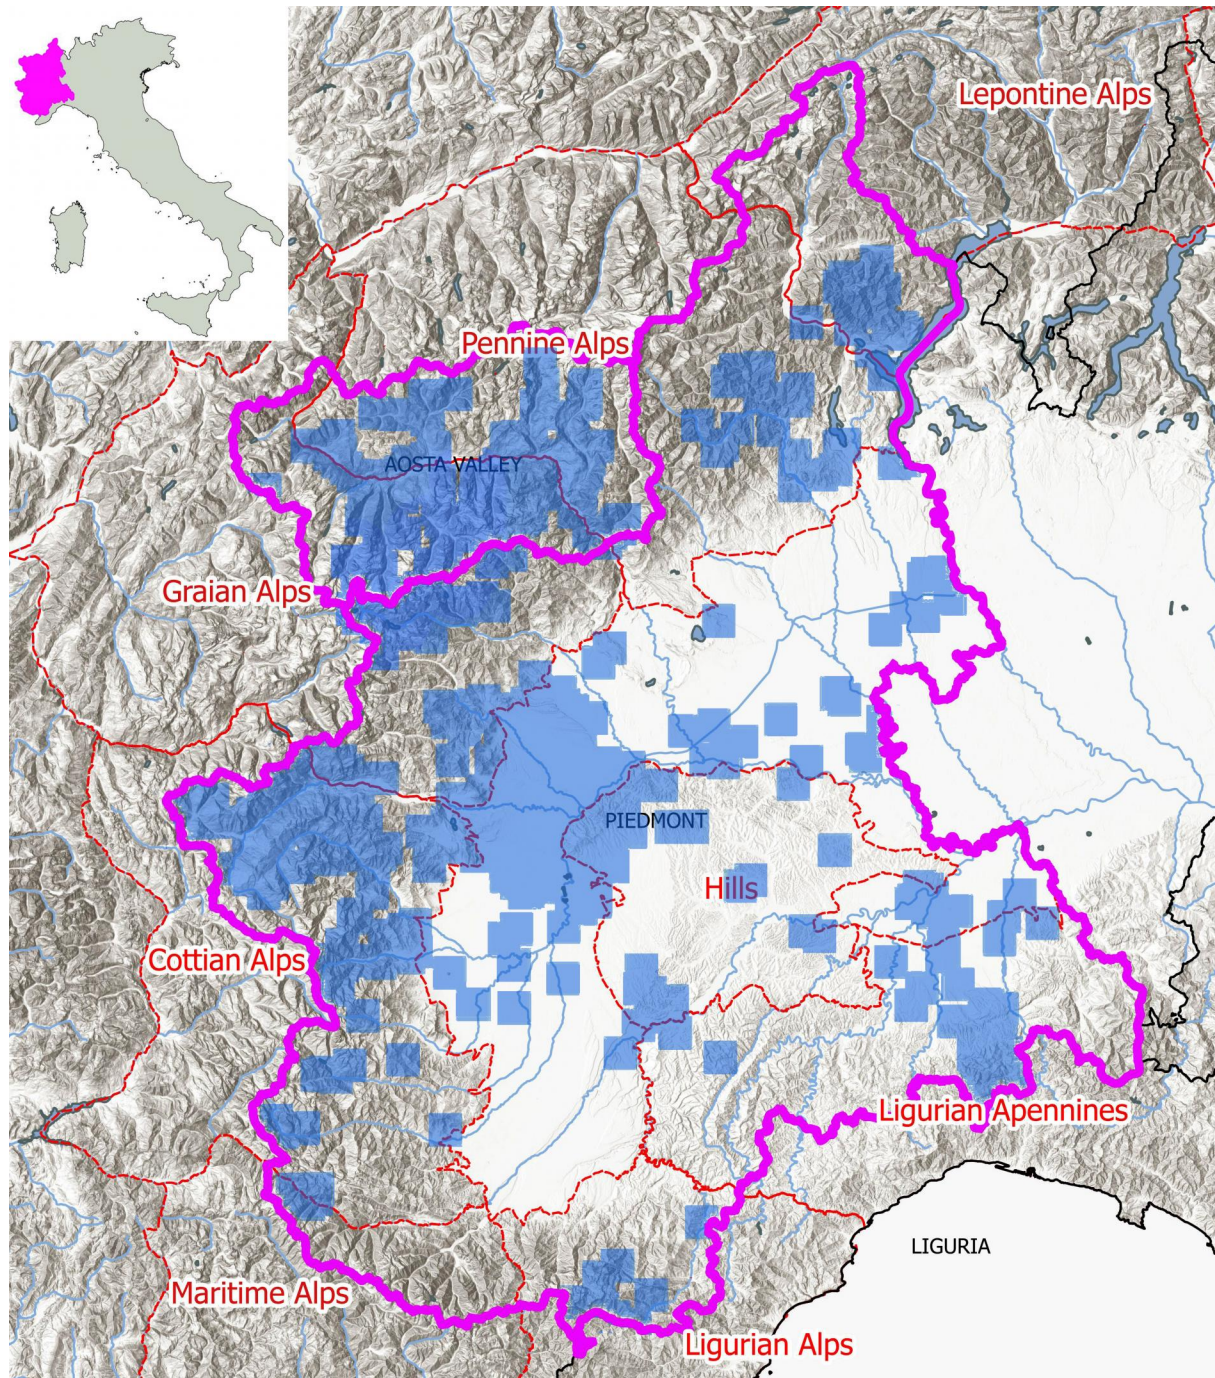 Lepontine Alps
Pennine Alps
AOSTA VALLEY
Graian Alps
PIEDMONT
Hills
Cottian Alps
Ligurian Apennines
LIGURIA
Maritime Alps
Ligurian Alps